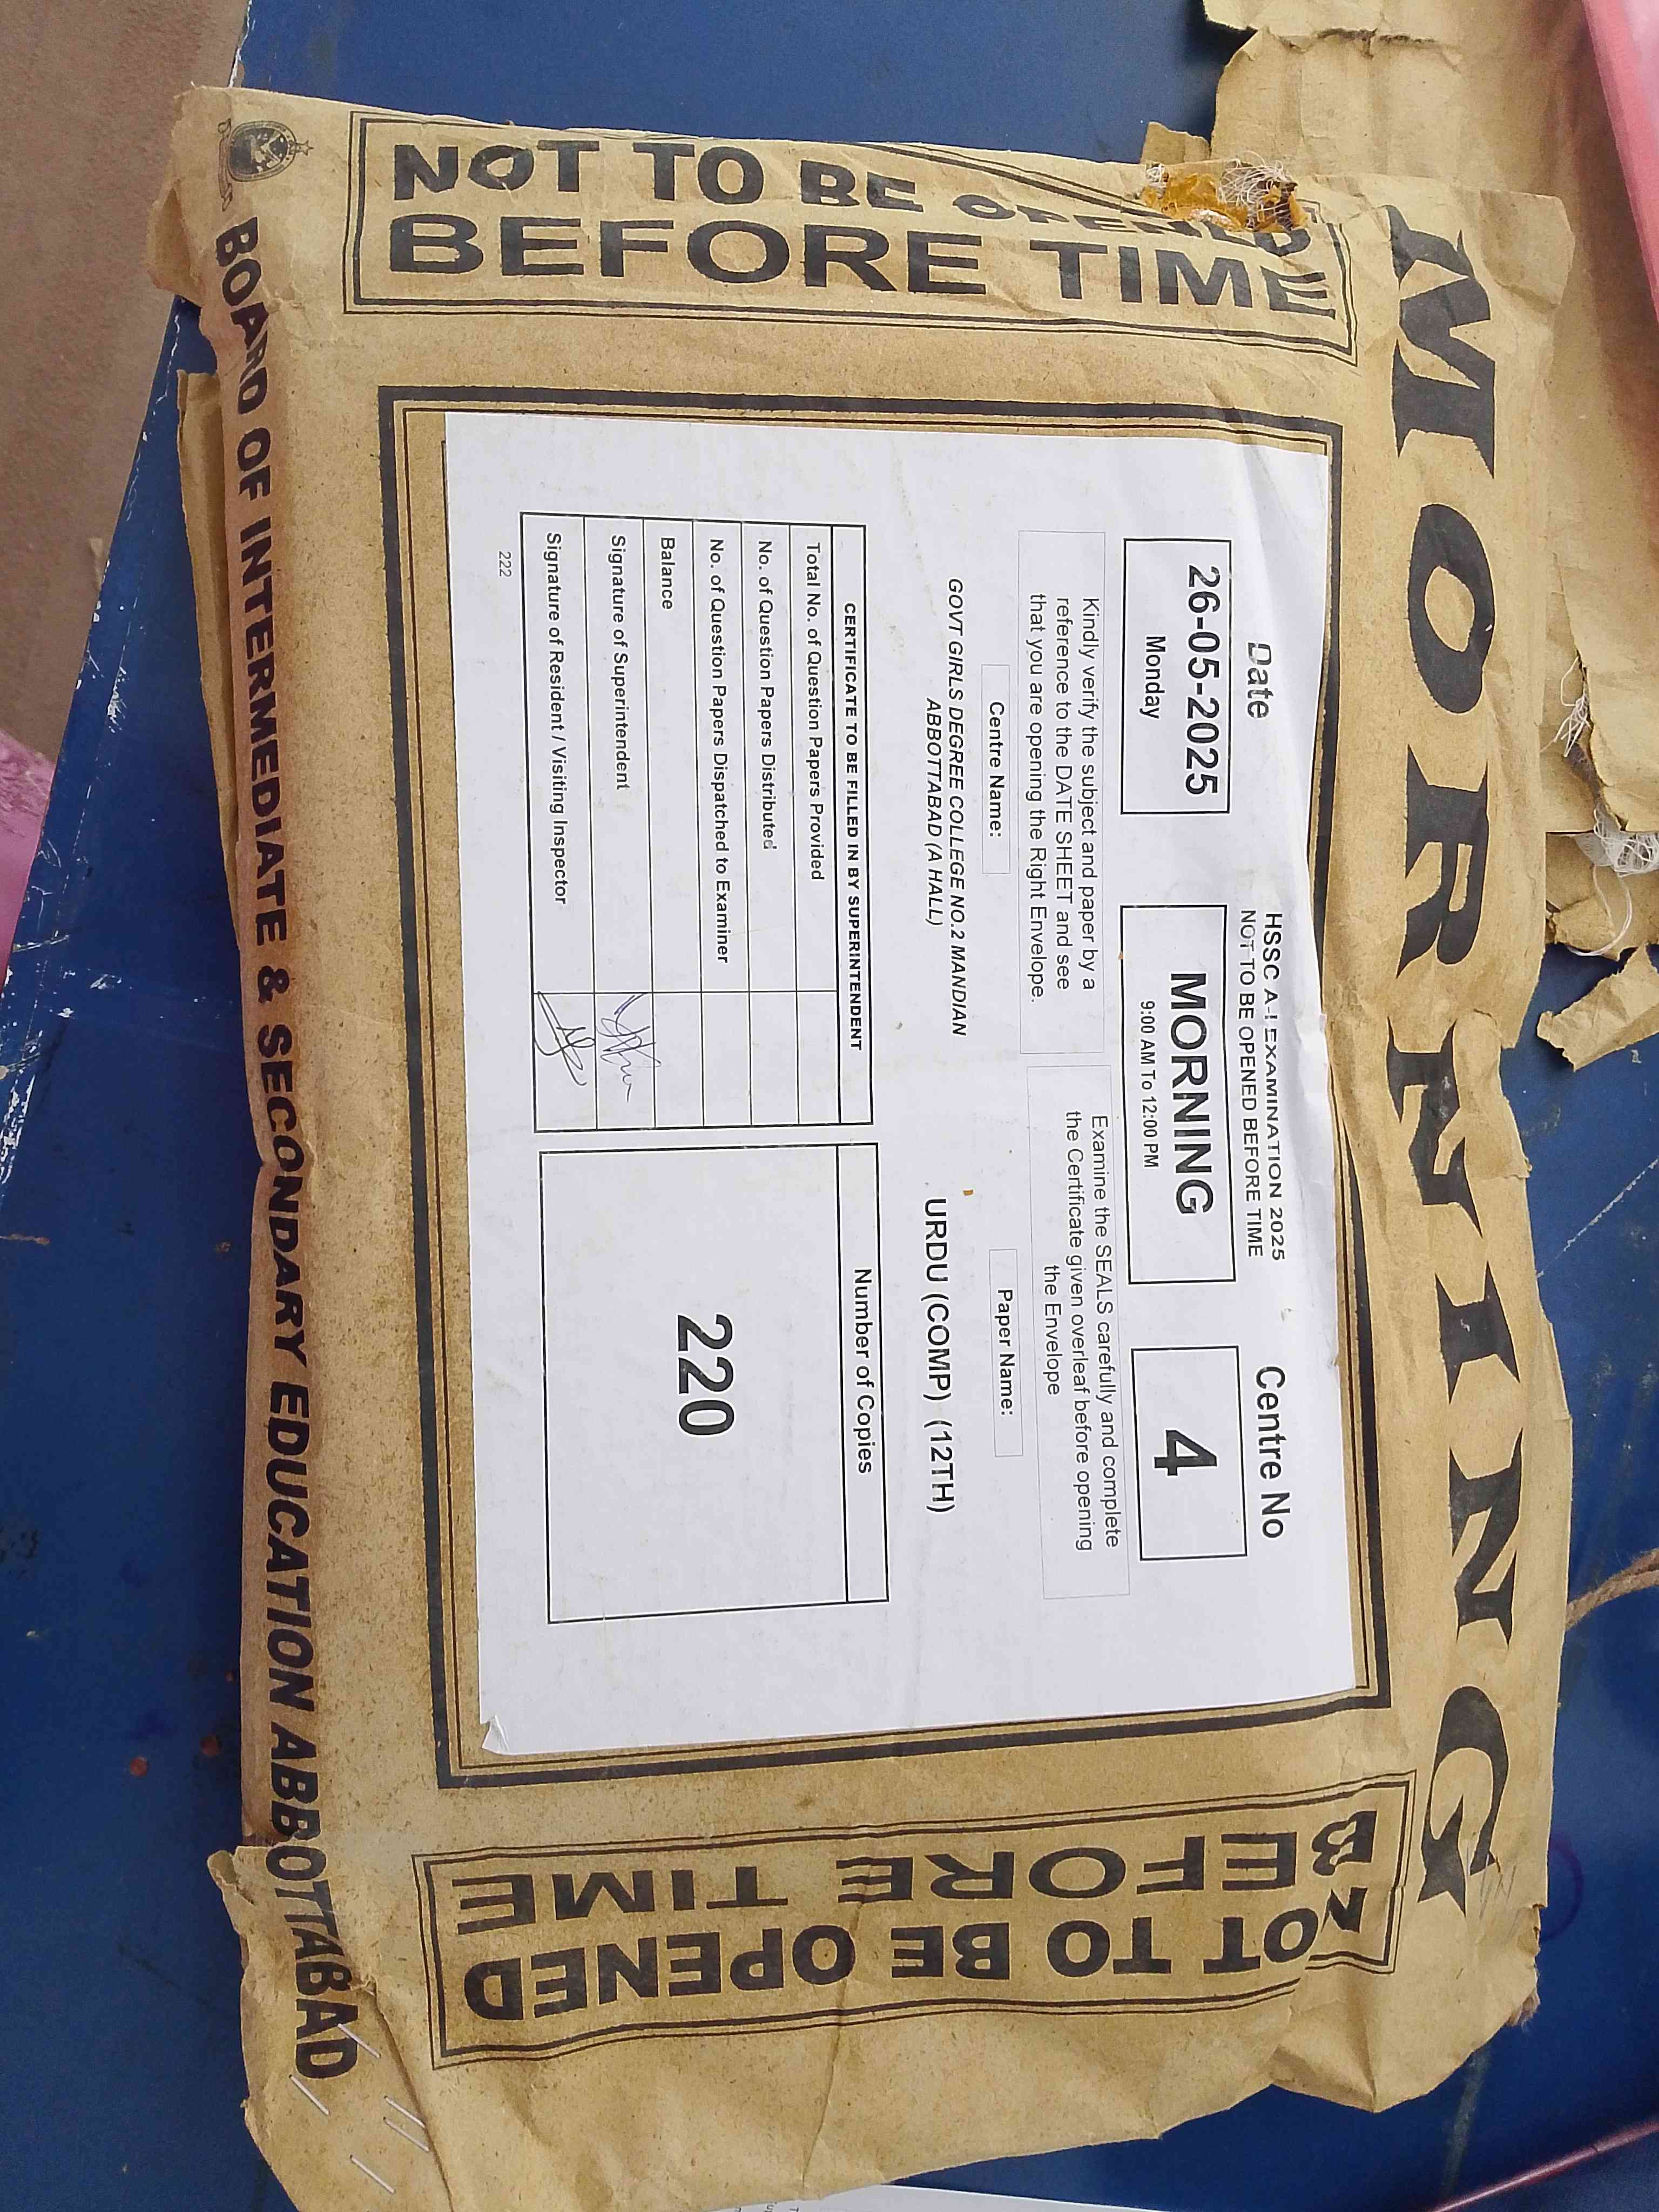 MORNING
NOT TO BE OPENED
BEFORE TIME
Date
26-05-2025
Monday
HSSC A-I EXAMINATION 2025
NOT TO BE OPENED BEFORE TIME
MORNING
9:00 AM To 12:00 PM
Centre No
4
Kindly verify the subject and paper by a
reference to the DATE SHEET and see
that you are opening the Right Envelope.
Examine the SEALS carefully and complete
the Certificate given overleaf before opening
the Envelope
Centre Name:
GOVT GIRLS DEGREE COLLEGE NO.2 MANDIAN
ABBOTTABAD (A HALL)
Paper Name:
URDU (COMP) (12TH)
CERTIFICATE TO BE FILLED IN BY SUPERINTENDENT
Total No. of Question Papers Provided
No. of Question Papers Distributed
No. of Question Papers Dispatched to Examiner
Balance
Signature of Superintendent
Signature of Resident / Visiting Inspector
Number of Copies
220
222
NOT TO BE OPENED
BEFORE TIME
BOARD OF INTERMEDIATE & SECONDARY EDUCATION ABBOTTABAD